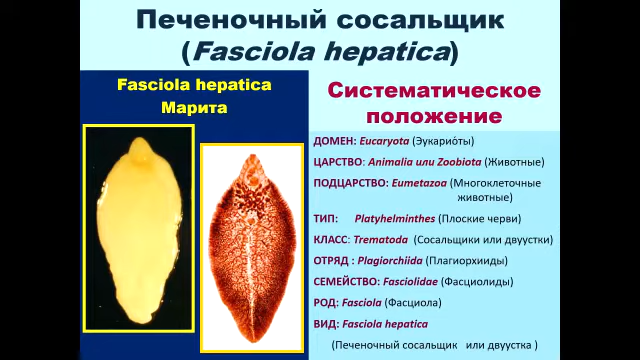 Печеночный сосальщик
(Fasciola hepatica)
Fasciola hepatica
Марита
Систематическое
положение
ДОМЕН: Eucaryota (Эукарио́ты)
ЦАРСТВО: Animalia или Zoobiota (Животные)
ПОДЦАРСТВО: Eumetazoa (Многоклеточные
животные)
ТИП: Platyhelminthes (Плоские черви)
КЛАСС: Trematoda (Сосальщики или двуустки)
ОТРЯД : Plagiorchiida (Плагиорхииды)
СЕМЕЙСТВО: Fasciolidae (Фасциолиды)
РОД: Fasciola (Фасциола)
ВИД: Fasciola hepatica
(Печеночный сосальщик или двуустка )